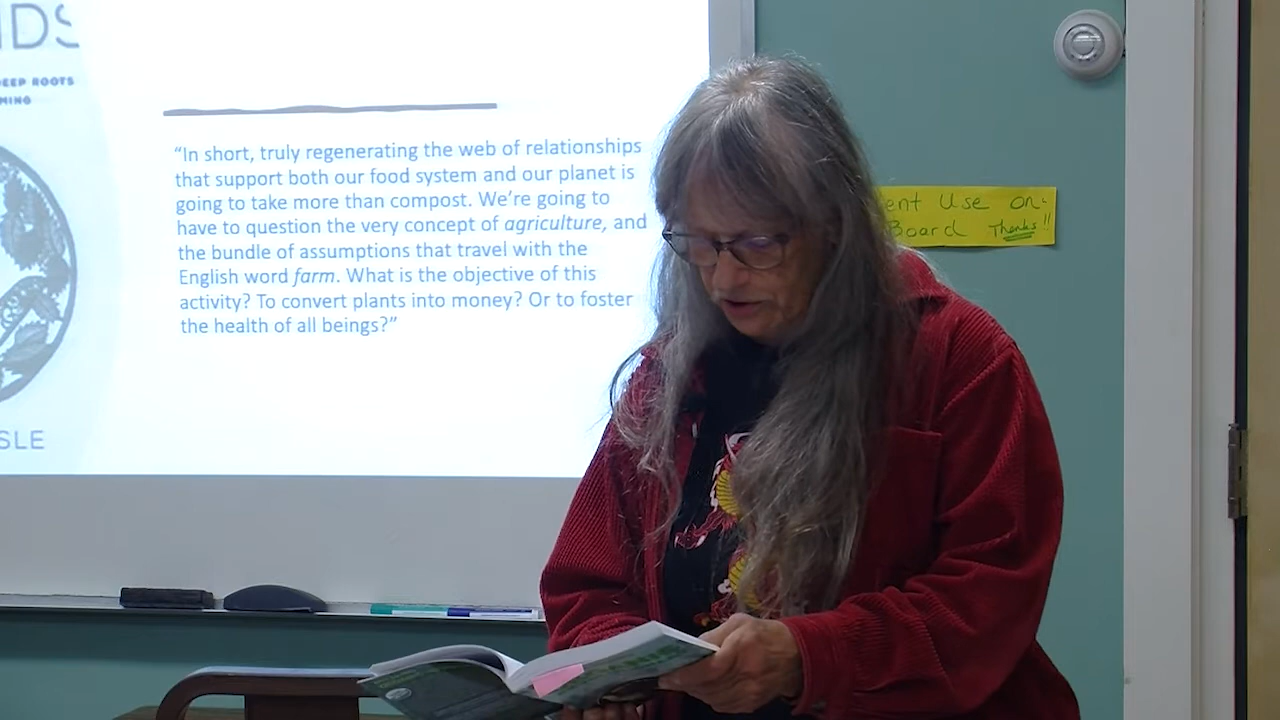 DEEP ROOTS
“In short, truly regenerating the web of relationships
that support both our food system and our planet is
going to take more than compost. We’re going to
have to question the very concept of agriculture, and
the bundle of assumptions that travel with the
English word farm. What is the objective of this
activity? To convert plants into money? Or to foster
the health of all beings?”
Use on
Board Thanks!!